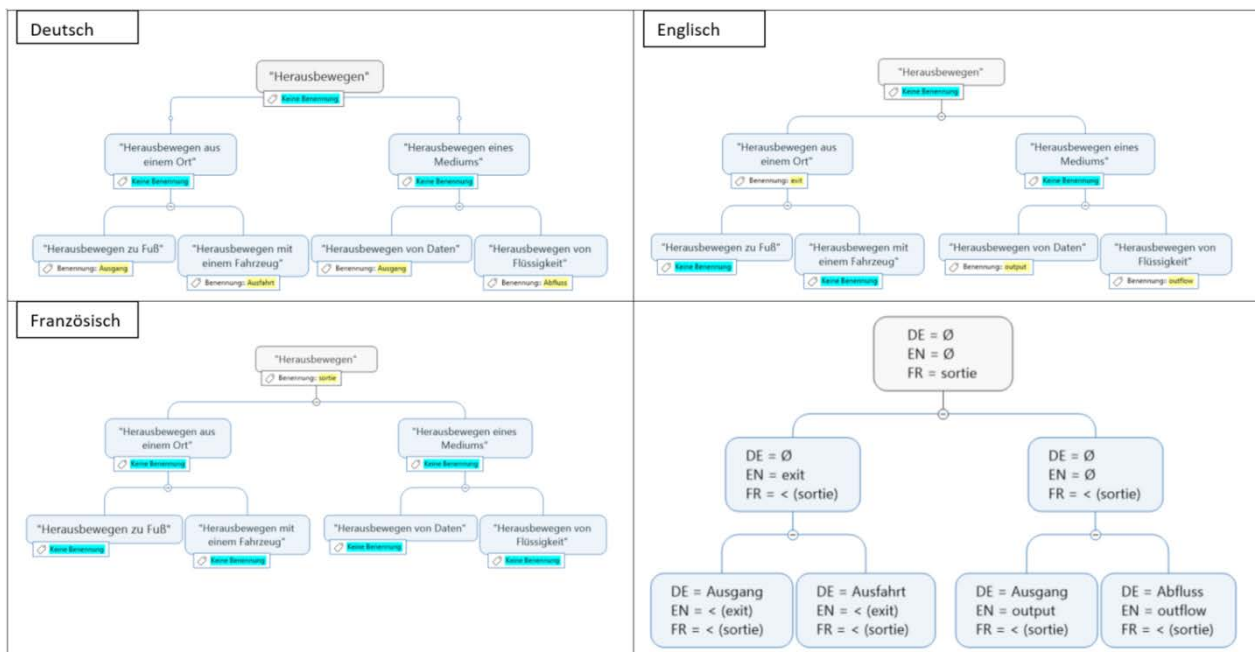 Deutsch
"Herausbewegen"
Keine Benennung
"Herausbewegen aus
einem Ort"
Keine Benennung
"Herausbewegen eines
Mediums"
Keine Benennung
"Herausbewegen zu Fuß"
Benennung: Ausgang
"Herausbewegen mit
einem Fahrzeug"
Benennung: Ausfahrt
"Herausbewegen von Daten"
Benennung: Ausgang
"Herausbewegen von
Flüssigkeit"
Benennung: Abfluss
Englisch
"Herausbewegen"
Keine Benennung
"Herausbewegen aus
einem Ort"
Benennung: exit
"Herausbewegen eines
Mediums"
Keine Benennung
"Herausbewegen zu Fuß"
Keine Benennung
"Herausbewegen mit
einem Fahrzeug"
Keine Benennung
"Herausbewegen von Daten"
Benennung: output
"Herausbewegen von
Flüssigkeit"
Benennung: outflow
Französisch
"Herausbewegen"
Benennung: sortie
"Herausbewegen aus
einem Ort"
Keine Benennung
"Herausbewegen eines
Mediums"
Keine Benennung
"Herausbewegen zu Fuß"
Keine Benennung
"Herausbewegen mit
einem Fahrzeug"
Keine Benennung
"Herausbewegen von Daten"
Keine Benennung
"Herausbewegen von
Flüssigkeit"
Keine Benennung
DE = Ø
EN = Ø
FR = sortie
DE = Ø
EN = exit
FR = < (sortie)
DE = Ø
EN = Ø
FR = < (sortie)
DE = Ausgang
EN = < (exit)
FR = < (sortie)
DE = Ausfahrt
EN = < (exit)
FR = < (sortie)
DE = Ausgang
EN = output
FR = < (sortie)
DE = Abfluss
EN = outflow
FR = < (sortie)